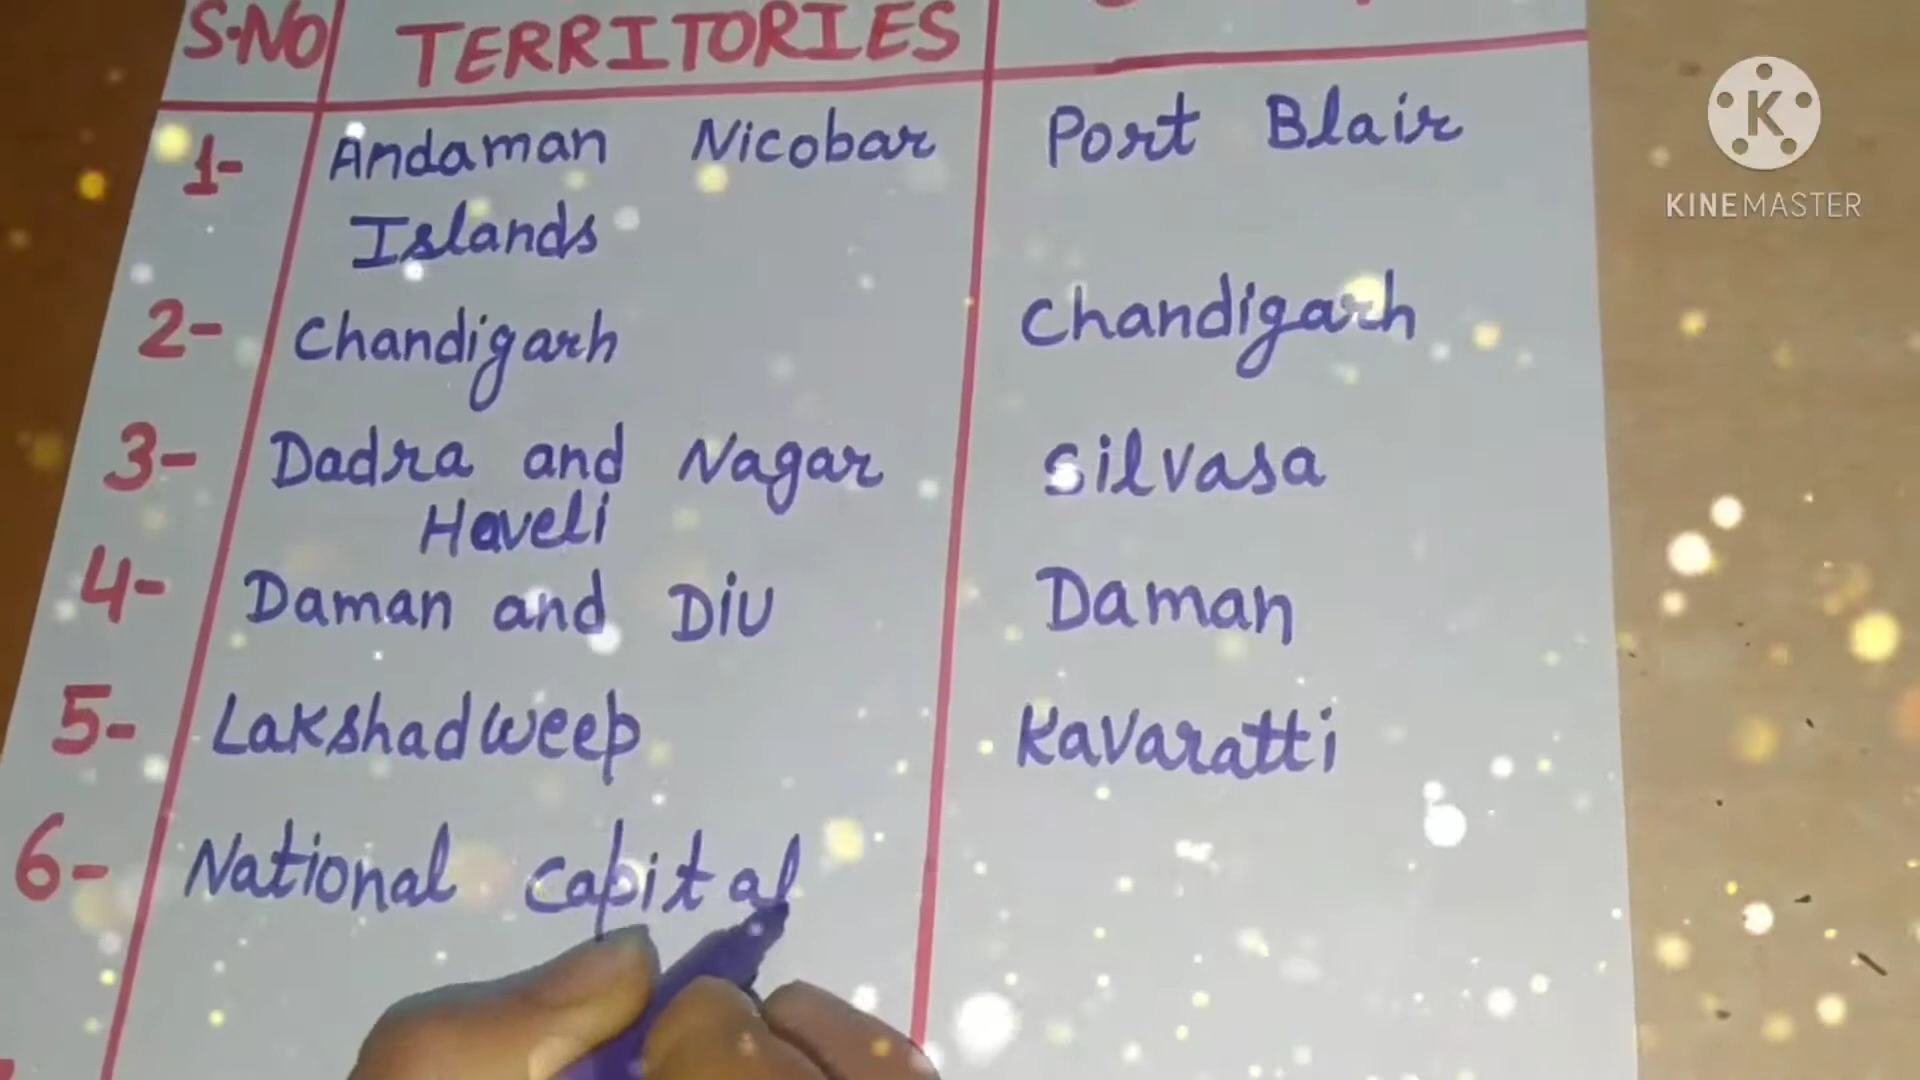 S.NO TERRITORIES
1- Andaman Nicobar Port Blair
Islands
2- Chandigarh Chandigarh
3- Dadra and Nagar Silvasa
Haveli
4- Daman and Diu Daman
5- Lakshadweep Kavaratti
6- National Capital
K
KINEMASTER